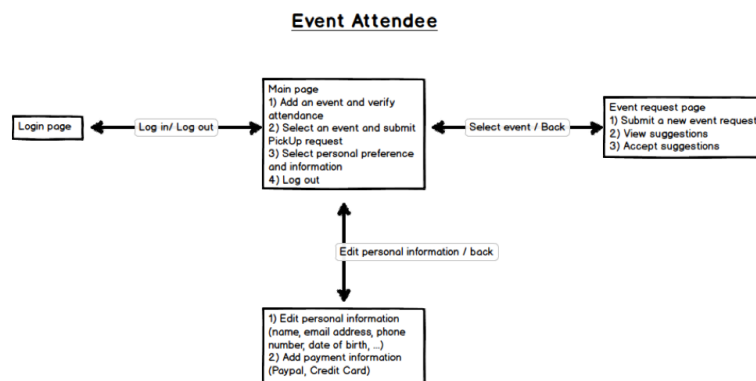 Event Attendee
Login page
Log in/ Log out
Main page
1) Add an event and verify
attendance
2) Select an event and submit
PickUp request
3) Select personal preference
and information
4) Log out
Select event / Back
Event request page
1) Submit a new event request
2) View suggestions
3) Accept suggestions
Edit personal information / back
1) Edit personal information
(name, email address, phone
number, date of birth, ...)
2) Add payment information
(Paypal, Credit Card)